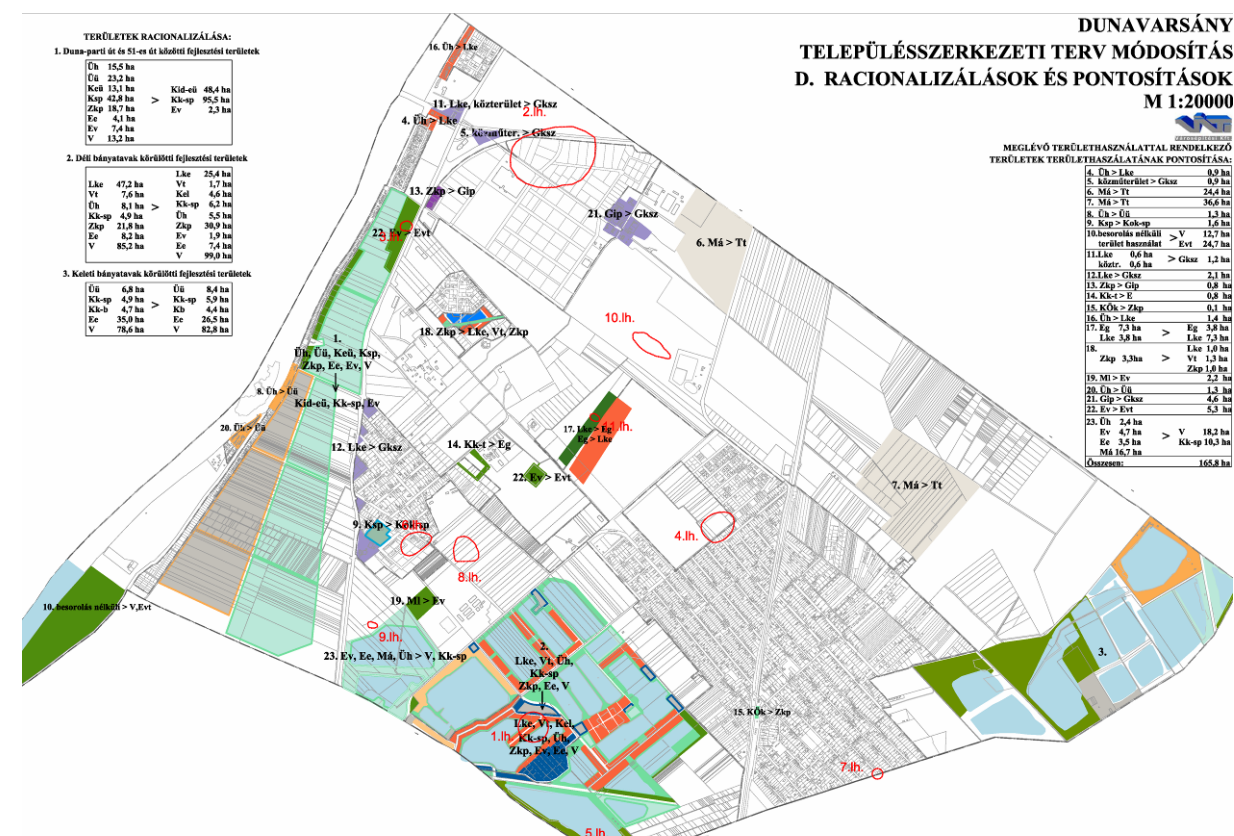 DUNAVARSÁNY
TELEPÜLÉSSZERKEZETI TERV MÓDOSÍTÁS
D. RACIONALIZÁLÁSOK ÉS PONTOSÍTÁSOK
M 1:20000
TERÜLETEK RACIONALIZÁLÁSA:
1. Duna-parti út és 51-es út közötti fejlesztési területek
Üh 15,5 ha
Üü 23,2 ha
Keü 13,1 ha Kid-eü 48,4 ha
Ksp 42,8 ha > Kk-sp 95,5 ha
Zkp 18,7 ha Ev 2,3 ha
Ee 4,1 ha
Ev 7,4 ha
V 13,2 ha
2. Déli bányatavak körülötti fejlesztési területek
Lke 25,4 ha
Lke 47,2 ha Vt 1,7 ha
Vt 7,6 ha Kel 4,6 ha
Üh 8,1 ha > Kk-sp 6,2 ha
Kk-sp 4,9 ha Üh 5,5 ha
Zkp 21,8 ha Zkp 30,9 ha
Ee 8,2 ha Ev 1,9 ha
V 85,2 ha Ee 7,4 ha
V 99,0 ha
3. Keleti bányatavak körülötti fejlesztési területek
Üü 6,8 ha Üü 8,4 ha
Kk-sp 4,9 ha > Kk-sp 5,9 ha
Kk-b 4,7 ha Kb 4,4 ha
Ee 35,0 ha Ee 26,5 ha
V 78,6 ha V 82,8 ha
MEGLÉVŐ TERÜLETHASZNÁLATTAL RENDELKEZŐ
TERÜLETEK TERÜLETHASZÁLATÁNAK PONTOSÍTÁSA:
4. Üh > Lke 0,9 ha
5. közműterület > Gksz 0,9 ha
6. Má > Tt 24,4 ha
7. Má > Tt 36,6 ha
8. Üh > Üü 1,3 ha
9. Ksp > Kok-sp 1,6 ha
10.besorolás nélküli > V 12,7 ha
terület használat Evt 24,7 ha
11.Lke 0,6 ha > Gksz 1,2 ha
köztr. 0,6 ha
12.Lke > Gksz 2,1 ha
13. Zkp > Gip 0,8 ha
14. Kk-t > E 0,8 ha
15. KÖk > Zkp 0,1 ha
16. Üh > Lke 1,4 ha
17. Eg 7,3 ha > Eg 3,8 ha
Lke 3,8 ha Lke 7,3 ha
18. Lke 1,0 ha
Zkp 3,3ha > Vt 1,3 ha
Zkp 1,0 ha
19. Ml > Ev 2,2 ha
20. Üh > Üü 1,3 ha
21. Gip > Gksz 4,6 ha
22. Ev > Evt 5,3 ha
23. Üh 2,4 ha
Ev 4,7 ha > V 18,2 ha
Ee 3,5 ha Kk-sp 10,3 ha
Má 16,7 ha
Összesen: 165,8 ha
16. Üh > Lke
11. Lke, közterület > Gksz
2.lh.
4. Üh > Lke
5. közműter. > Gksz
13. Zkp > Gip
21. Gip > Gksz
22. Ev > Evt
6. Má > Tt
10.lh.
18. Zkp > Lke, Vt, Zkp
1.
Üh, Üü, Keü, Ksp,
Zkp, Ee, Ev, V
Kid-eü, Kk-sp, Ev
8. Üh > Üü
20. Üh > Üü
12. Lke > Gksz
14. Kk-t > Eg
17. Lke > Eg
Eg > Lke
11.lh.
22. Ev > Evt
7. Má > Tt
9. Ksp > Kok-sp
4.lh.
8.lh.
10. besorolás nélküli > V,Evt
19. Ml > Ev
9.lh.
23. Ev, Ee, Má, Üh > V, Kk-sp
2.
Lke, Vt, Üh,
Kk-sp
Zkp, Ee, V
3.
Lke, Vt, Kel,
Kk-sp, Üh,
Zkp, Ev, Ee, V
1.lh.
15. KÖk > Zkp
7.lh.
5.lh.